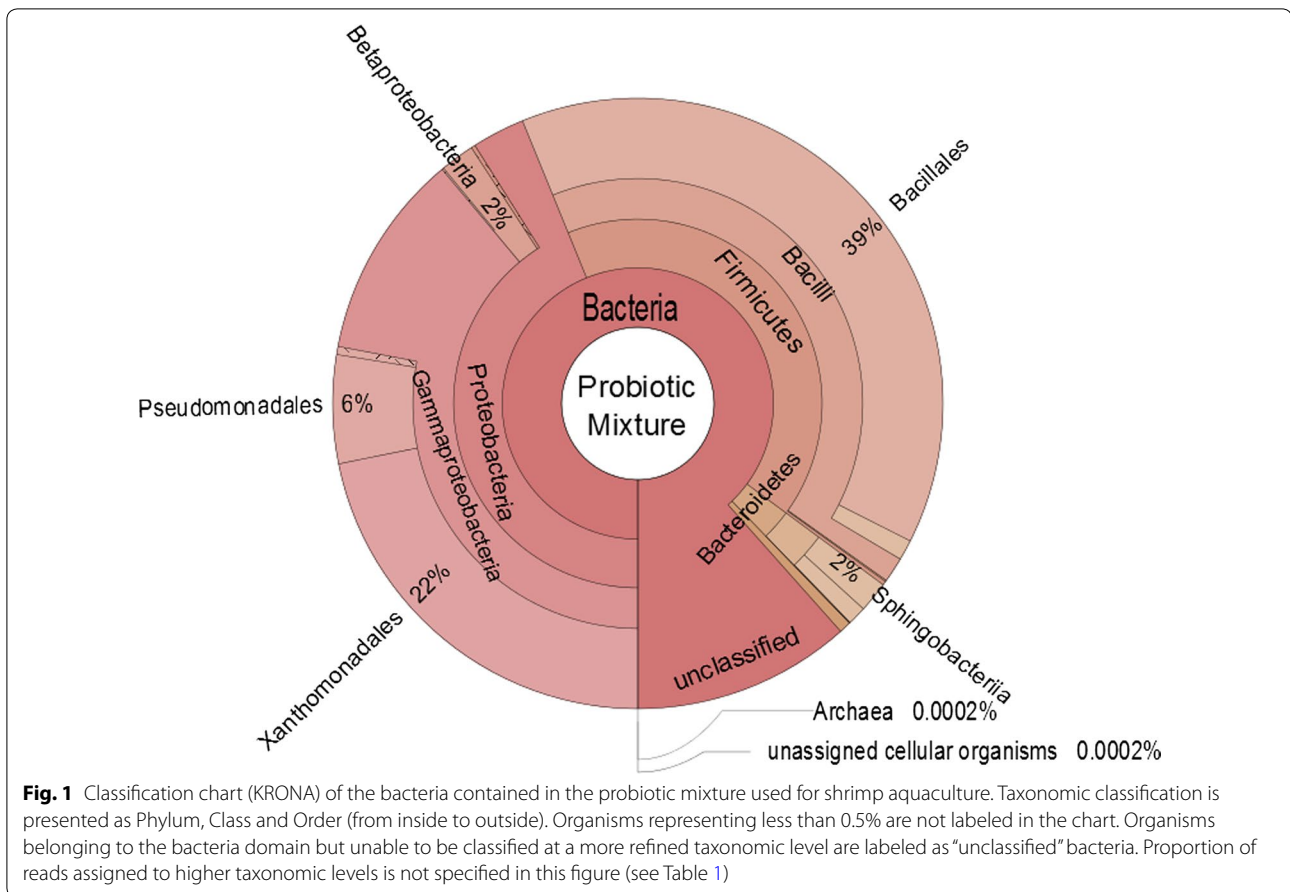 Betaproteobacteria
2%
Bacillales
39%
Bacilli
Firmicutes
Bacteria
Probiotic
Mixture
Proteobacteria
Gammaproteobacteria
Pseudomonadales
6%
Bacteroidetes
2%
Sphingobacteriia
22%
Xanthomonadales
unclassified
Archaea 0.0002%
unassigned cellular organisms 0.0002%
Fig. 1 Classification chart (KRONA) of the bacteria contained in the probiotic mixture used for shrimp aquaculture. Taxonomic classification is
presented as Phylum, Class and Order (from inside to outside). Organisms representing less than 0.5% are not labeled in the chart. Organisms
belonging to the bacteria domain but unable to be classified at a more refined taxonomic level are labeled as “unclassified” bacteria. Proportion of
reads assigned to higher taxonomic levels is not specified in this figure (see Table 1)